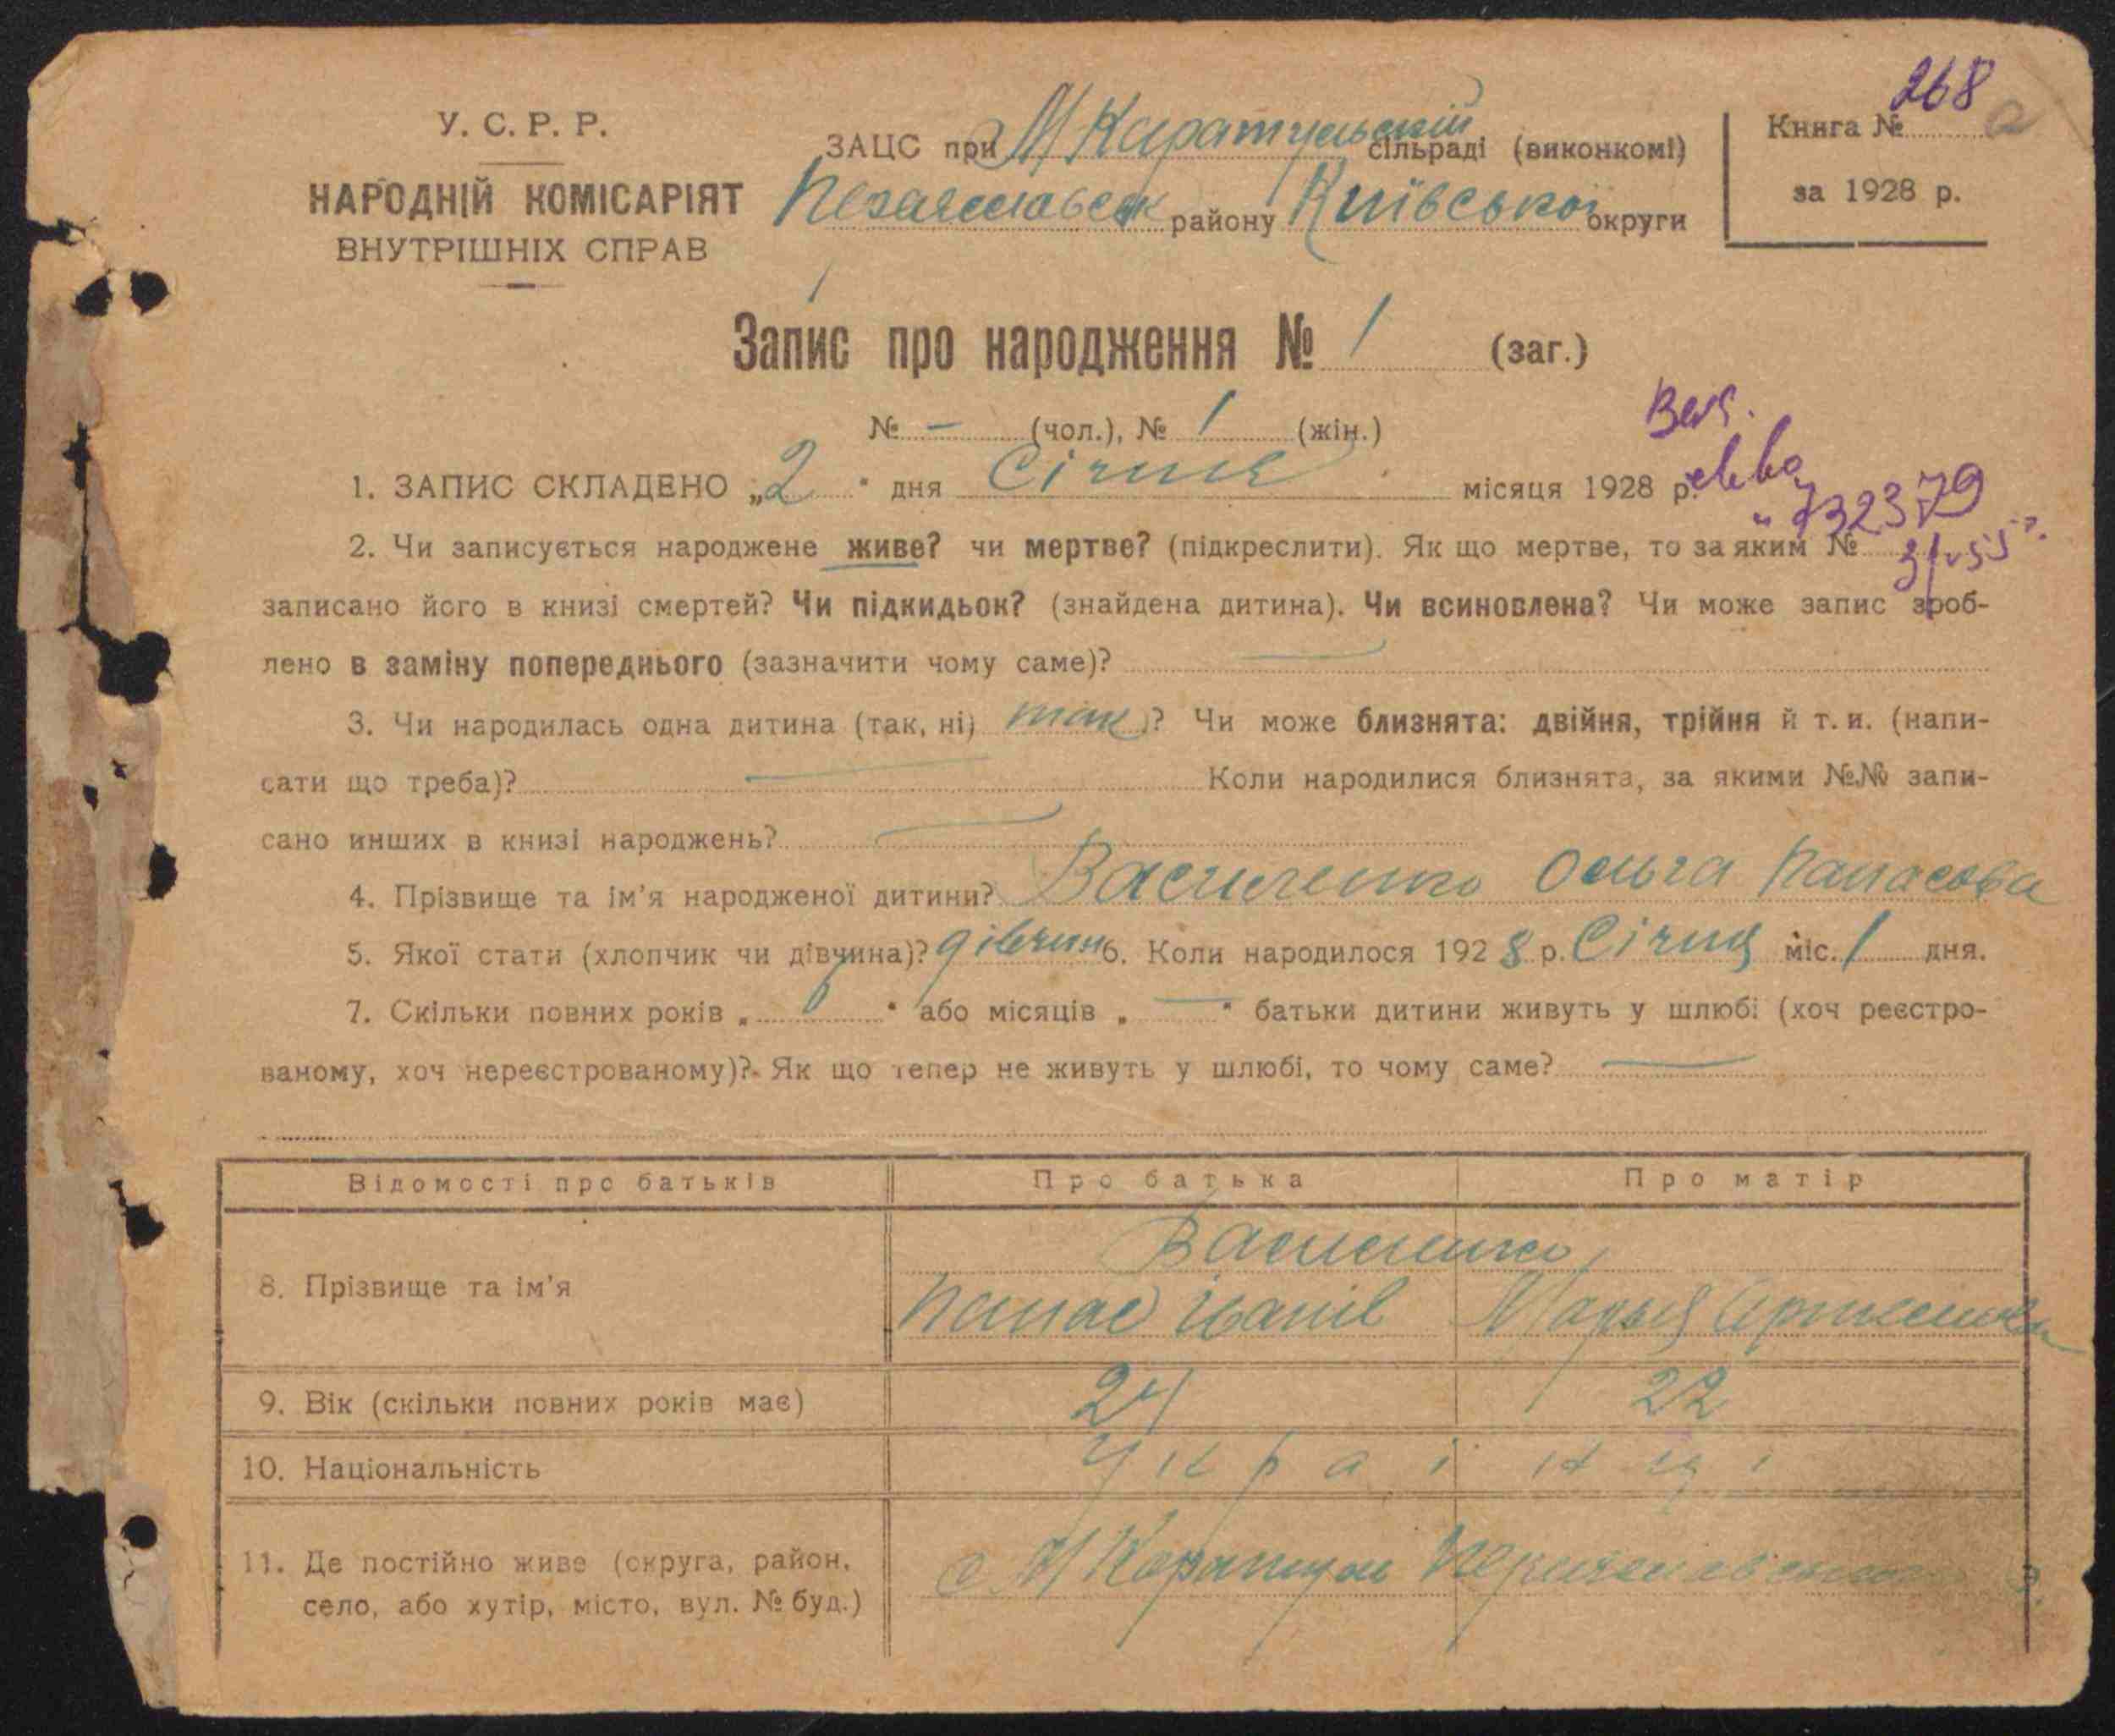 268
У. С. Р. Р.
ЗАЦС при М Каратульській сільраді (виконкомі)
Книга №
НАРОДНІЙ КОМІСАРІЯТ
району Київської округи
за 1928 р.
ВНУТРІШНІХ СПРАВ
Запис про народження № 1 (заг.)
№ — (чол.), № 1 (жін.)
1. ЗАПИС СКЛАДЕНО „2" дня Січня місяця 1928 р.
732379
2. Чи записується народжене живе? чи мертве? (підкреслити). Як що мертве, то за яким №
записано його в книзі смертей? Чи підкидьок? (знайдена дитина). Чи всиновлена? Чи може запис зроб-
лено в заміну попереднього (зазначити чому саме)? —
3. Чи народилась одна дитина (так, ні) так)? Чи може близнята: двійня, трійня й т. и. (напи-
сати що треба)? — Коли народилися близнята, за якими №№ запи-
сано инших в книзі народжень? —
4. Прізвище та ім'я народженої дитини? Василенко Ольга Панасова
5. Якої стати (хлопчик чи дівчина)? дівчин 6. Коли народилося 1928 р. Січня міс. 1 дня.
7. Скільки повних років „ " або місяців „ — " батьки дитини живуть у шлюбі (хоч реєстро-
ваному, хоч нереєстрованому)? Як що тепер не живуть у шлюбі, то чому саме? —
Відомості про батьків Про батька Про матір
Василенко
8. Прізвище та ім'я Панас Іванів Марья Артемова
9. Вік (скільки повних років має) 24 22
10. Національність Українці
11. Де постійно живе (округа, район, с М Каратуль
село, або хутір, місто, вул. № буд.)